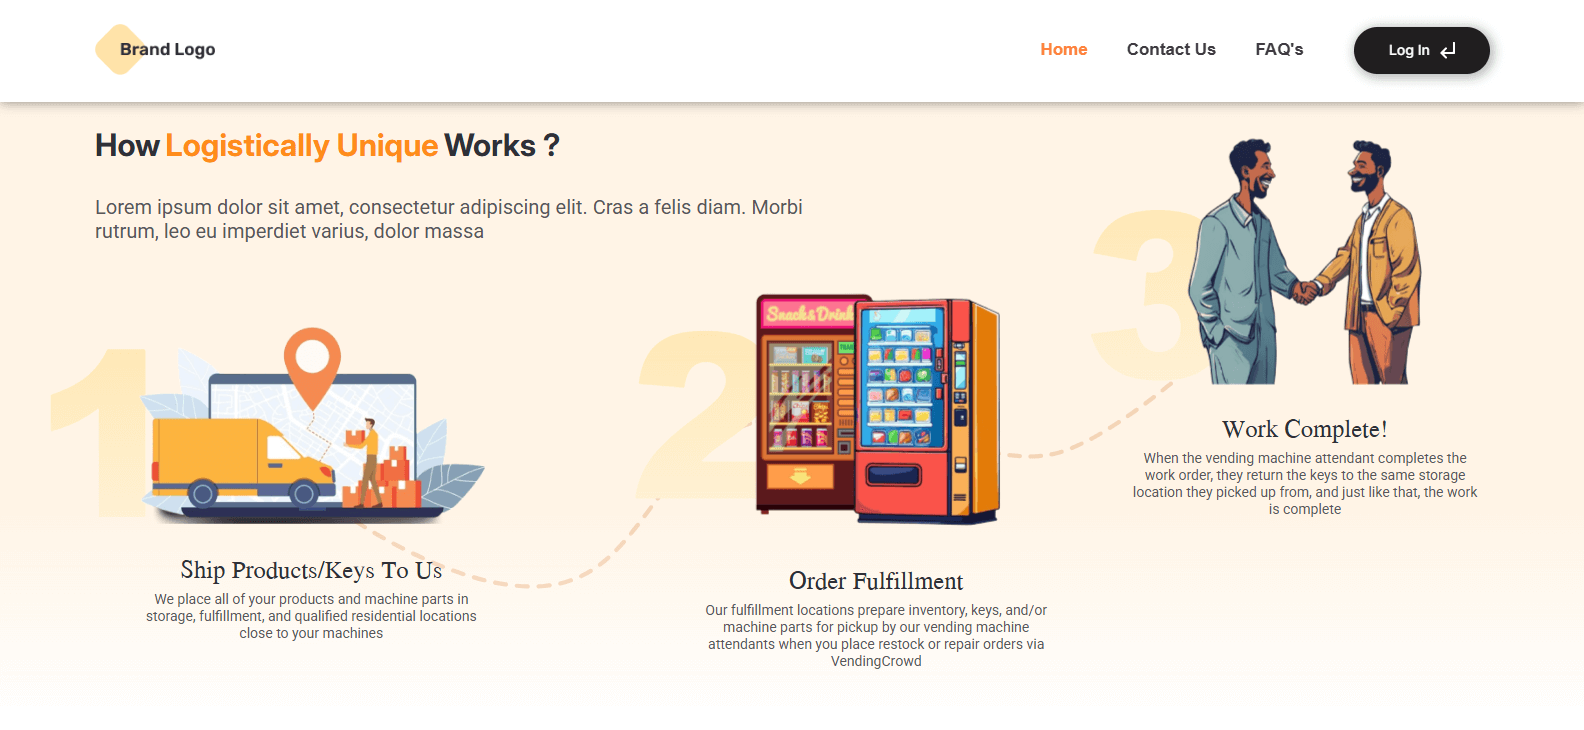 Brand Logo
Home
Contact Us
FAQ's
Log In
How Logistically Unique Works ?
Lorem ipsum dolor sit amet, consectetur adipiscing elit. Cras a felis diam. Morbi
rutrum, leo eu imperdiet varius, dolor massa
1
Ship Products/Keys To Us
We place all of your products and machine parts in
storage, fulfillment, and qualified residential locations
close to your machines
2
Snack & Drink
Order Fulfillment
Our fulfillment locations prepare inventory, keys, and/or
machine parts for pickup by our vending machine
attendants when you place restock or repair orders via
VendingCrowd
3
Work Complete!
When the vending machine attendant completes the
work order, they return the keys to the same storage
location they picked up from, and just like that, the work
is complete